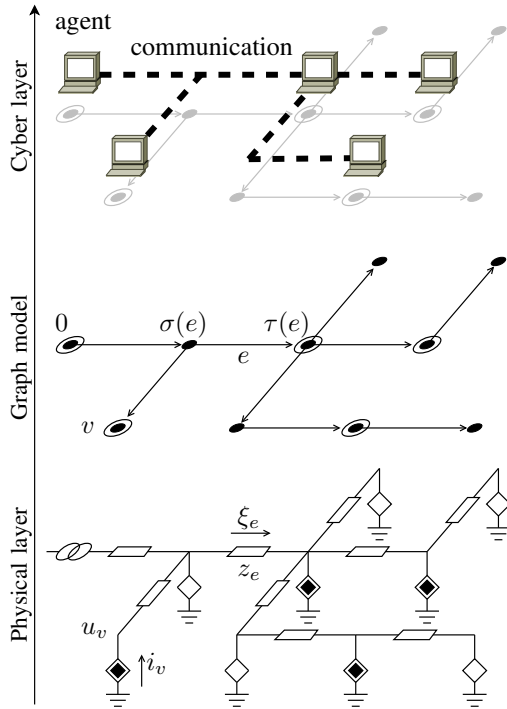 agent
communication
Cyber layer
0
σ(e)
τ(e)
e
v
Graph model
ξ_e
z_e
u_v
i_v
Physical layer